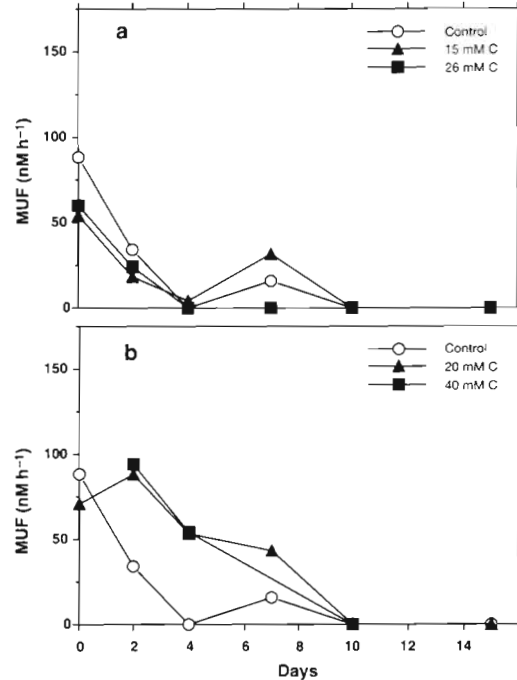 a
Control
15 mM C
26 mM C
MUF (nM h⁻¹)
150
100
50
0
b
Control
20 mM C
40 mM C
MUF (nM h⁻¹)
150
100
50
0
0 2 4 6 8 10 12 14
Days